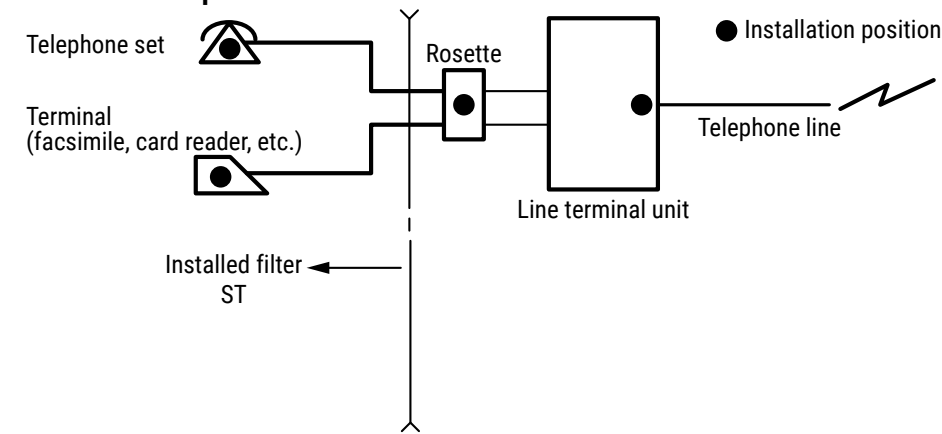 Telephone set
Rosette
Installation position
Terminal
(facsimile, card reader, etc.)
Telephone line
Line terminal unit
Installed filter
ST